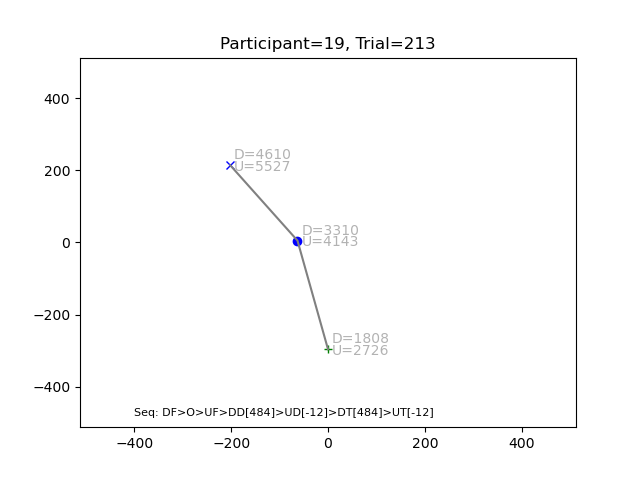 Participant=19, Trial=213
400
200
0
−200
−400
D=4610
U=5527
D=3310
U=4143
D=1808
U=2726
Seq: DF>O>UF>DD[484]>UD[-12]>DT[484]>UT[-12]
−400 −200 0 200 400